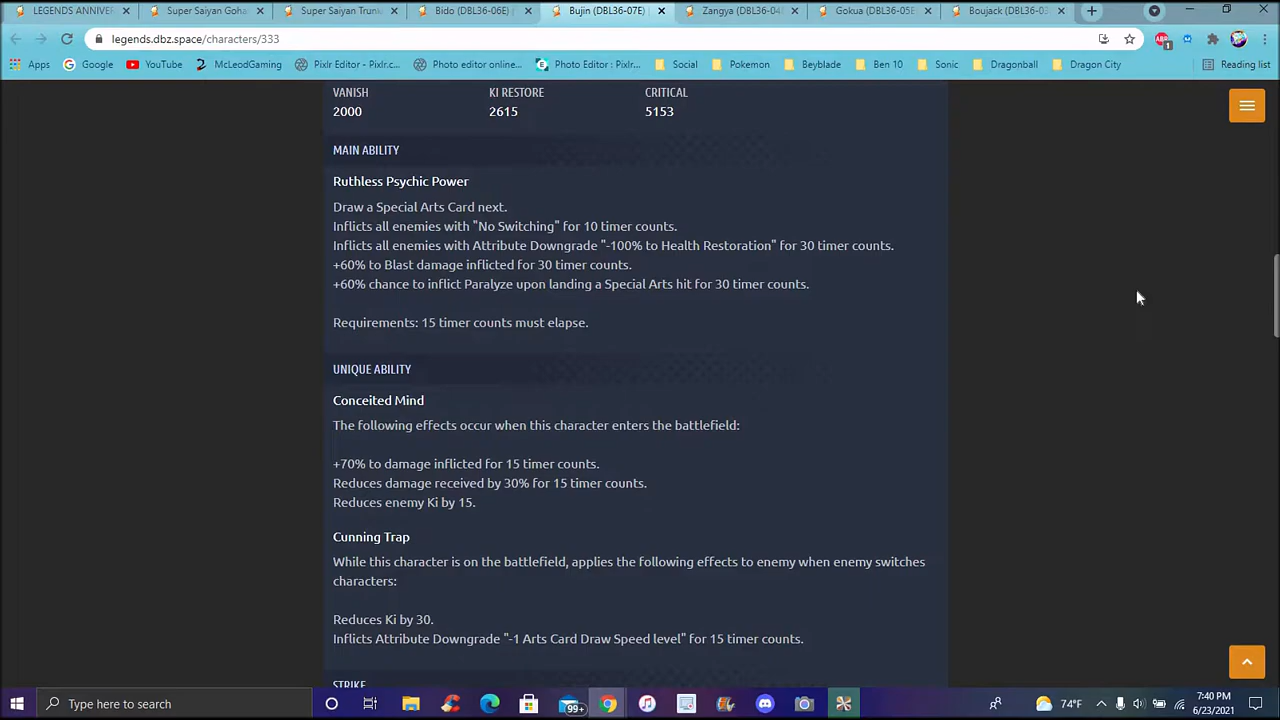 LEGENDS ANNIVER
Super Saiyan Goha
Super Saiyan Trunk
Bido (DBL36-06E)
Bujin (DBL36-07E)
Zangya (DBL36-04
Gokua (DBL36-05E
Boujack (DBL36-03
legends.dbz.space/characters/333
Apps
Google
YouTube
McLeodGaming
Pixlr Editor - Pixlr.c...
Photo editor online...
Photo Editor : Pixlr...
Social
Pokemon
Beyblade
Ben 10
Sonic
Dragonball
Dragon City
Reading list
VANISH KI RESTORE CRITICAL
2000 2615 5153
MAIN ABILITY
Ruthless Psychic Power
Draw a Special Arts Card next.
Inflicts all enemies with "No Switching" for 10 timer counts.
Inflicts all enemies with Attribute Downgrade "-100% to Health Restoration" for 30 timer counts.
+60% to Blast damage inflicted for 30 timer counts.
+60% chance to inflict Paralyze upon landing a Special Arts hit for 30 timer counts.
Requirements: 15 timer counts must elapse.
UNIQUE ABILITY
Conceited Mind
The following effects occur when this character enters the battlefield:
+70% to damage inflicted for 15 timer counts.
Reduces damage received by 30% for 15 timer counts.
Reduces enemy Ki by 15.
Cunning Trap
While this character is on the battlefield, applies the following effects to enemy when enemy switches
characters:
Reduces Ki by 30.
Inflicts Attribute Downgrade "-1 Arts Card Draw Speed level" for 15 timer counts.
STRIKE
Type here to search
99+
74°F
7:40 PM
6/23/2021